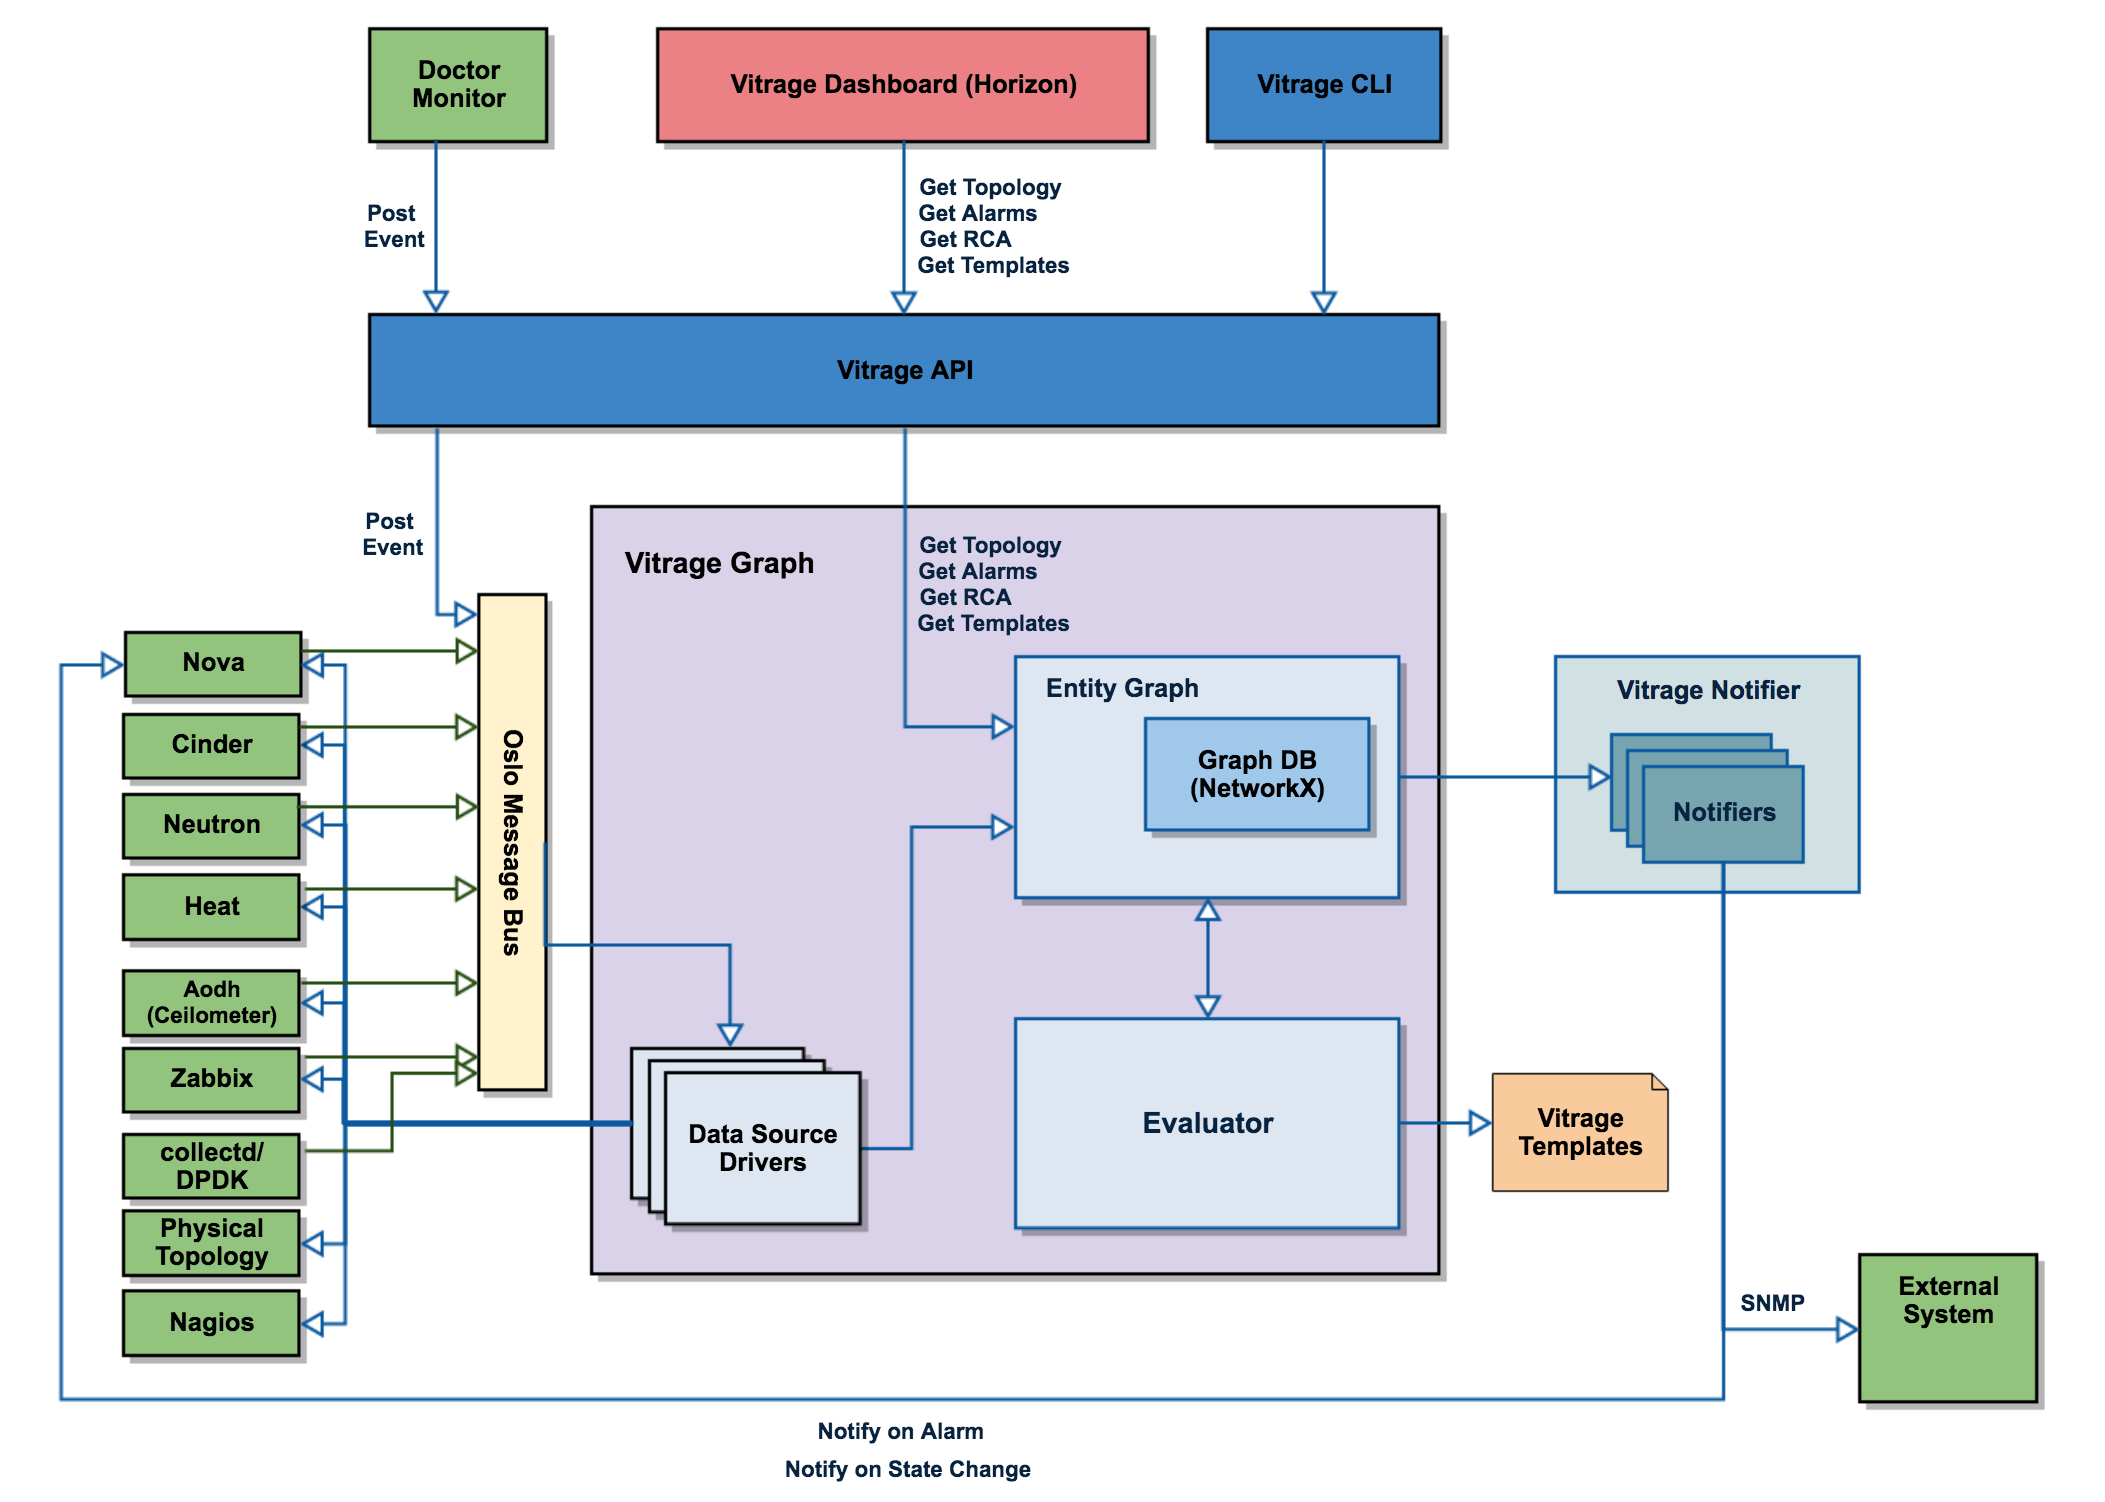 Doctor
Monitor
Vitrage Dashboard (Horizon)
Vitrage CLI
Post
Event
Get Topology
Get Alarms
Get RCA
Get Templates
Vitrage API
Post
Event
Vitrage Graph
Get Topology
Get Alarms
Get RCA
Get Templates
Nova
Cinder
Neutron
Heat
Aodh
(Ceilometer)
Zabbix
collectd/
DPDK
Physical
Topology
Nagios
Oslo Message Bus
Entity Graph
Graph DB
(NetworkX)
Vitrage Notifier
Notifiers
Data Source
Drivers
Evaluator
Vitrage
Templates
SNMP
External
System
Notify on Alarm
Notify on State Change